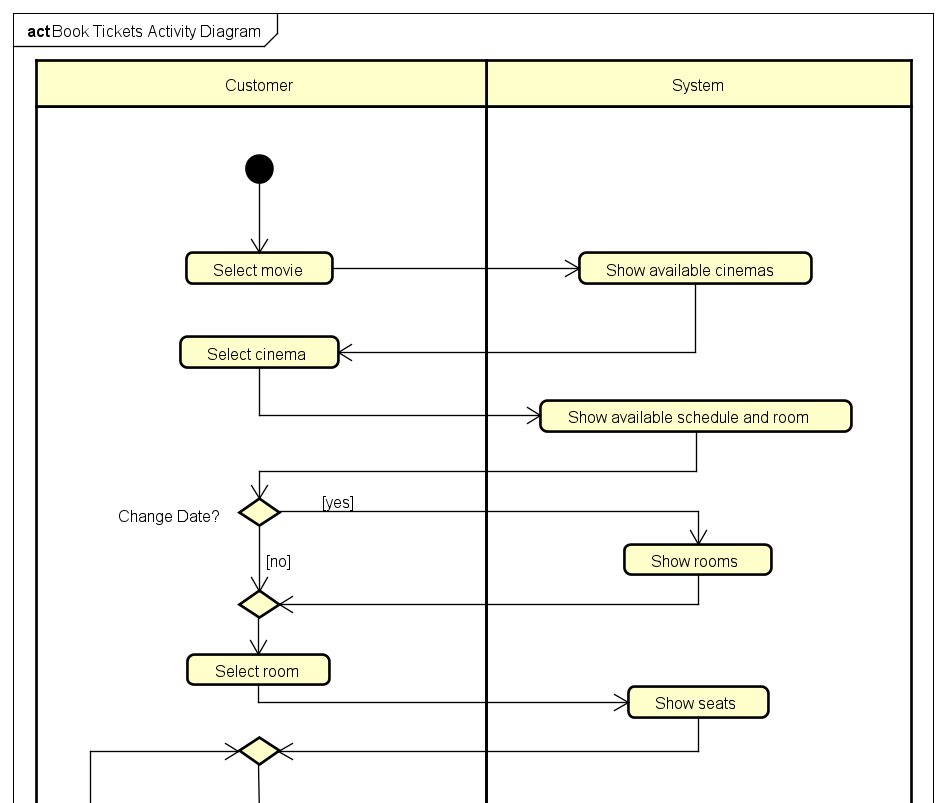 act Book Tickets Activity Diagram
Customer
System
Select movie
Show available cinemas
Select cinema
Show available schedule and room
Change Date?
[yes]
[no]
Show rooms
Select room
Show seats